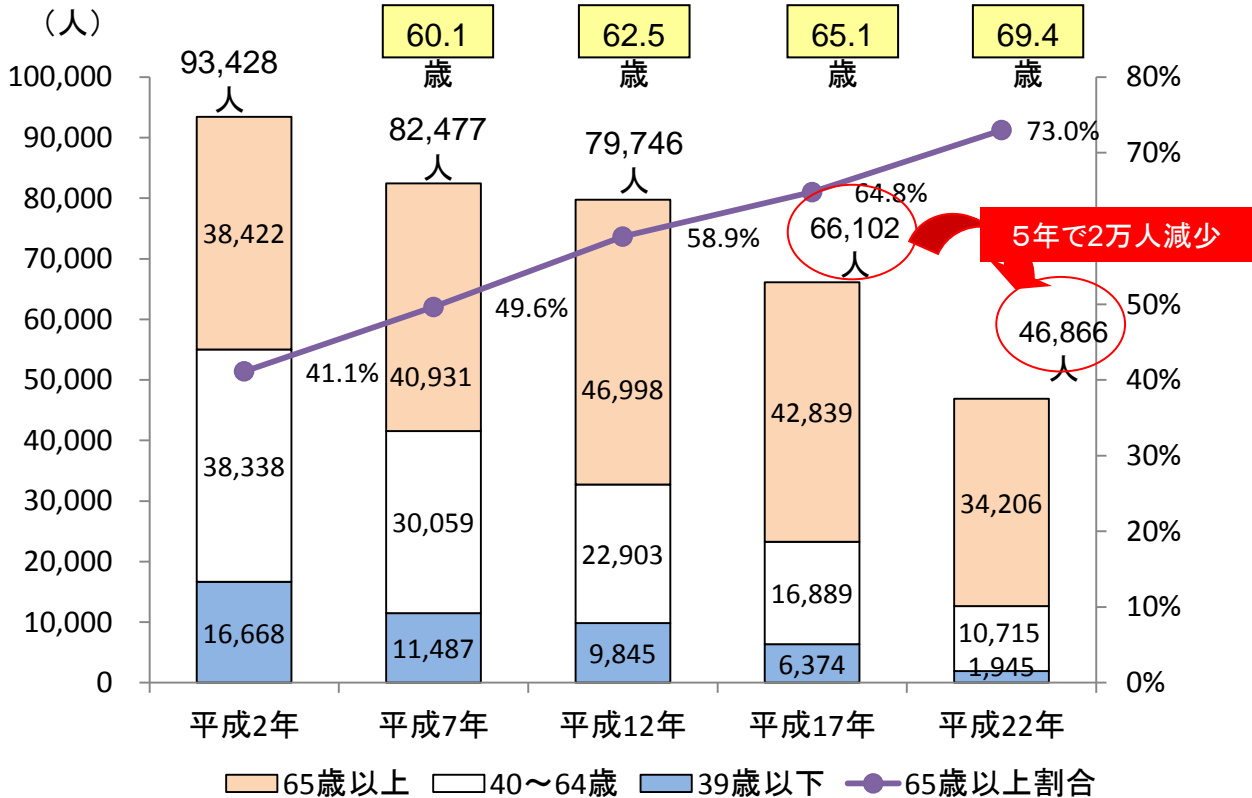 （人）
60.1
歳
62.5
歳
65.1
歳
69.4
歳
100,000
90,000
80,000
70,000
60,000
50,000
40,000
30,000
20,000
10,000
0
80%
70%
50%
40%
30%
20%
10%
0%
93,428
人
82,477
人
79,746
人
66,102
人
46,866
人
５年で２万人減少
41.1%
49.6%
58.9%
64.8%
73.0%
38,422
38,338
16,668
40,931
30,059
11,487
46,998
22,903
9,845
42,839
16,889
6,374
34,206
10,715
1,945
平成2年
平成7年
平成12年
平成17年
平成22年
65歳以上
40～64歳
39歳以下
65歳以上割合